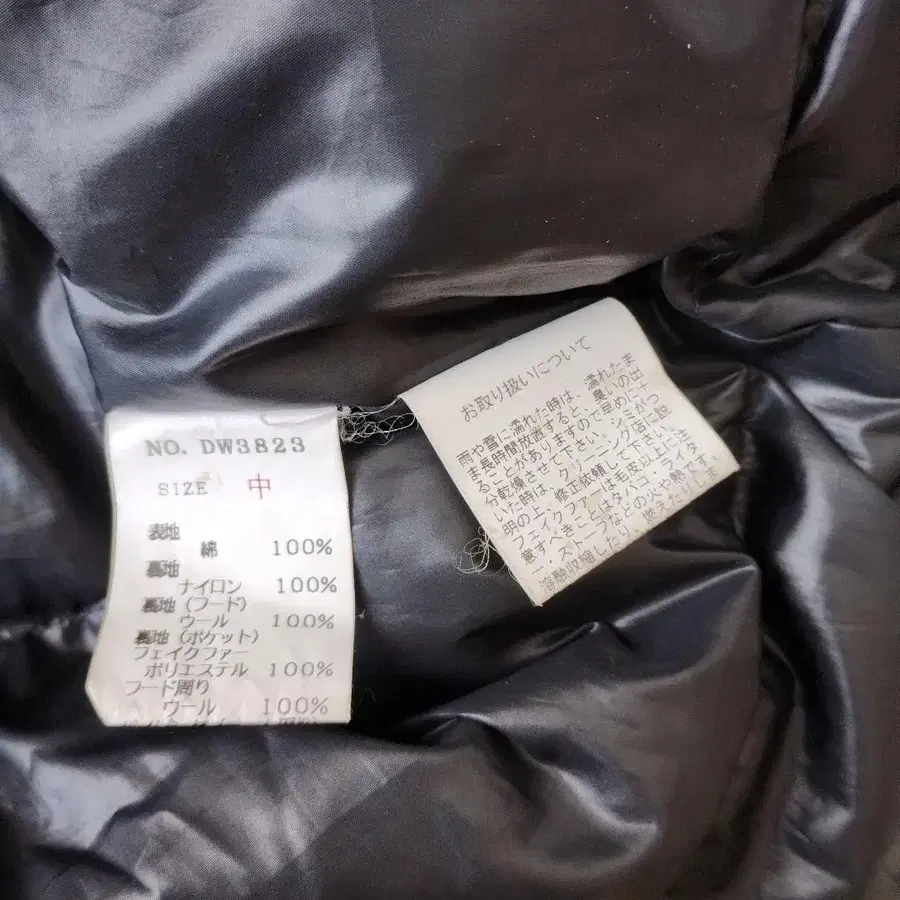 NO. DW3823
SIZE 中
表地
綿 100%
裏地
ナイロン 100%
裏地(フード)
ウール 100%
裏地(ポケット)
フェイクファー
ポリエステル 100%
フード周り
ウール 100%
お取り扱いについて
雨や雪に濡れた時は、濡れたま
ま長時間放置すると、臭いの出
ることがありますので早めに十
分乾燥させて下さい。シミがつ
いた時は、クリーニング店に説
明の上、修正依頼して下さい。
フェイクファーは毛皮以上に注
意すべきことはタバコ、ライタ
ー、ストーブなどの火や熱です
溶融収縮したり、燃えたりしま